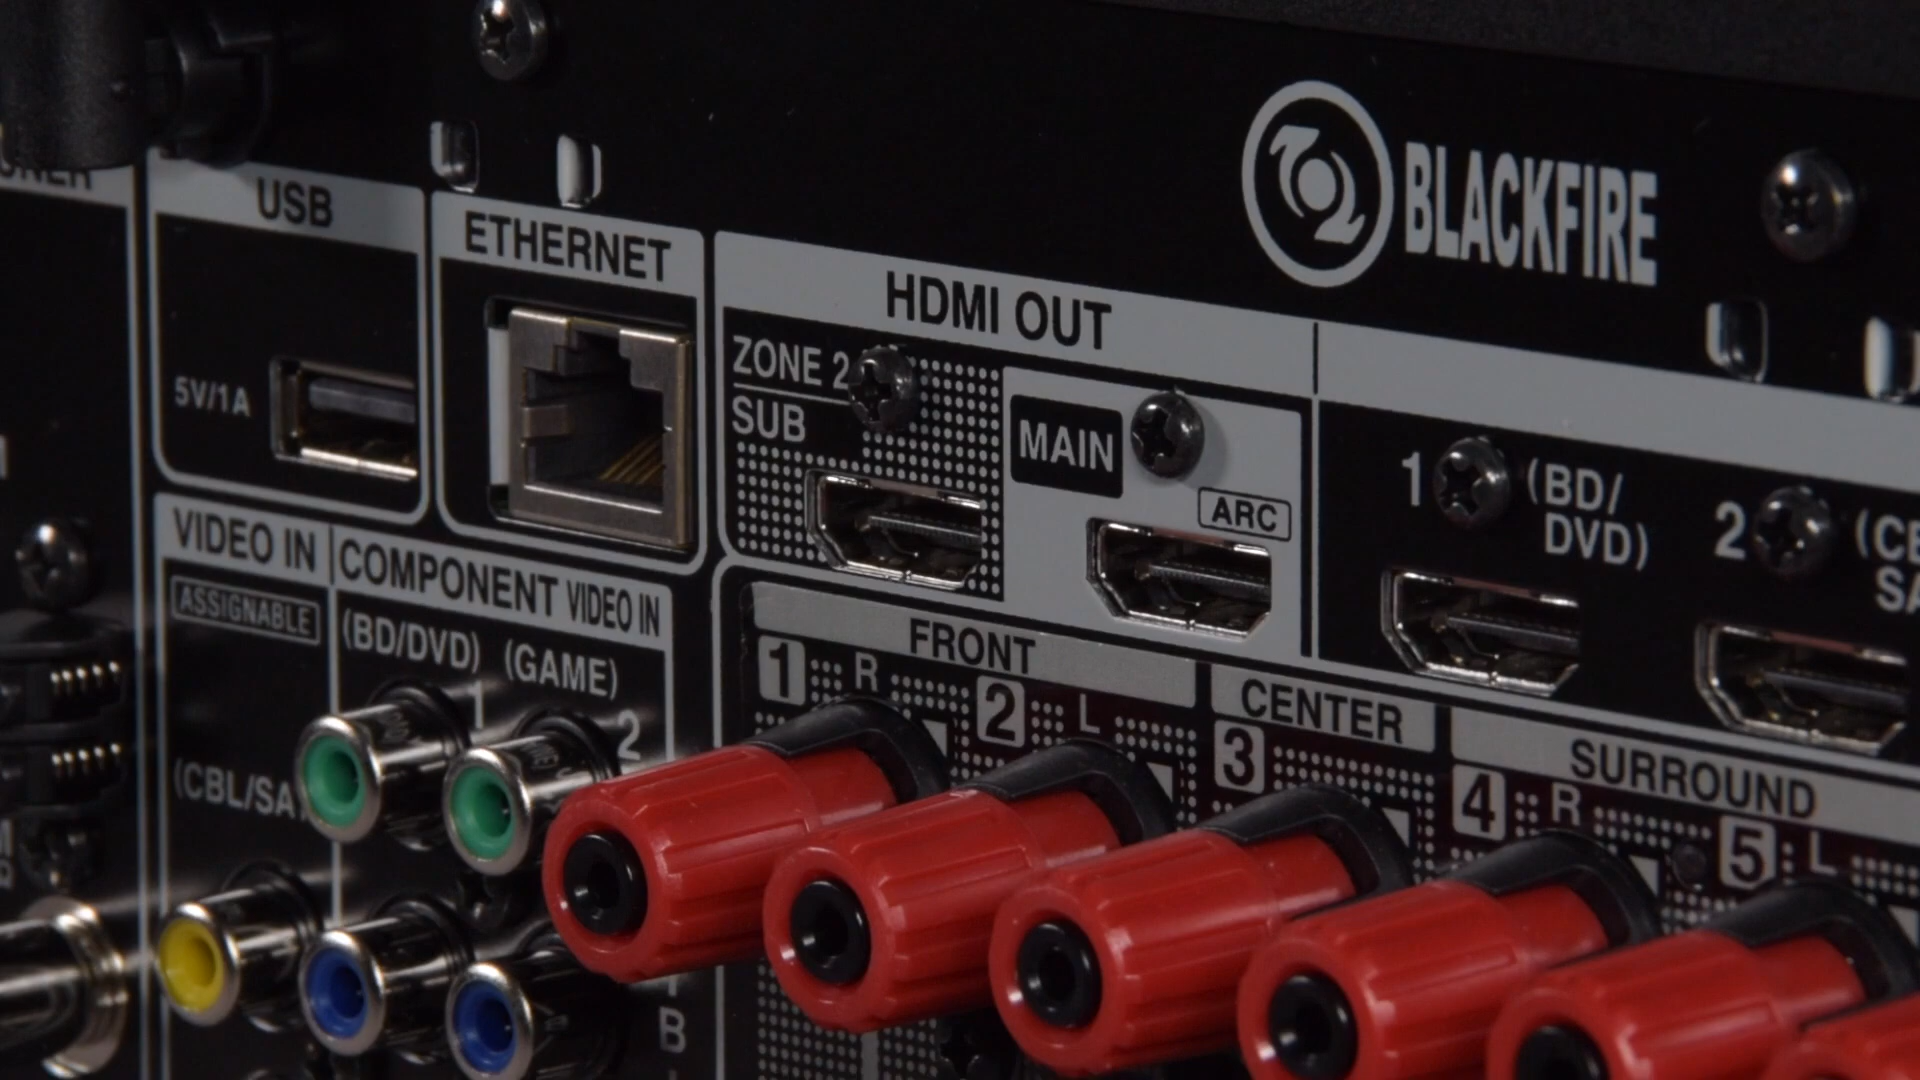 BLACKFIRE
USB
5V/1A
ETHERNET
HDMI OUT
ZONE 2
SUB
MAIN
ARC
1 (BD/
DVD)
2
VIDEO IN
ASSIGNABLE
COMPONENT VIDEO IN
(BD/DVD)
(GAME)
1
2
B
FRONT
1 R
2 L
CENTER
3
SURROUND
4 R
5 L